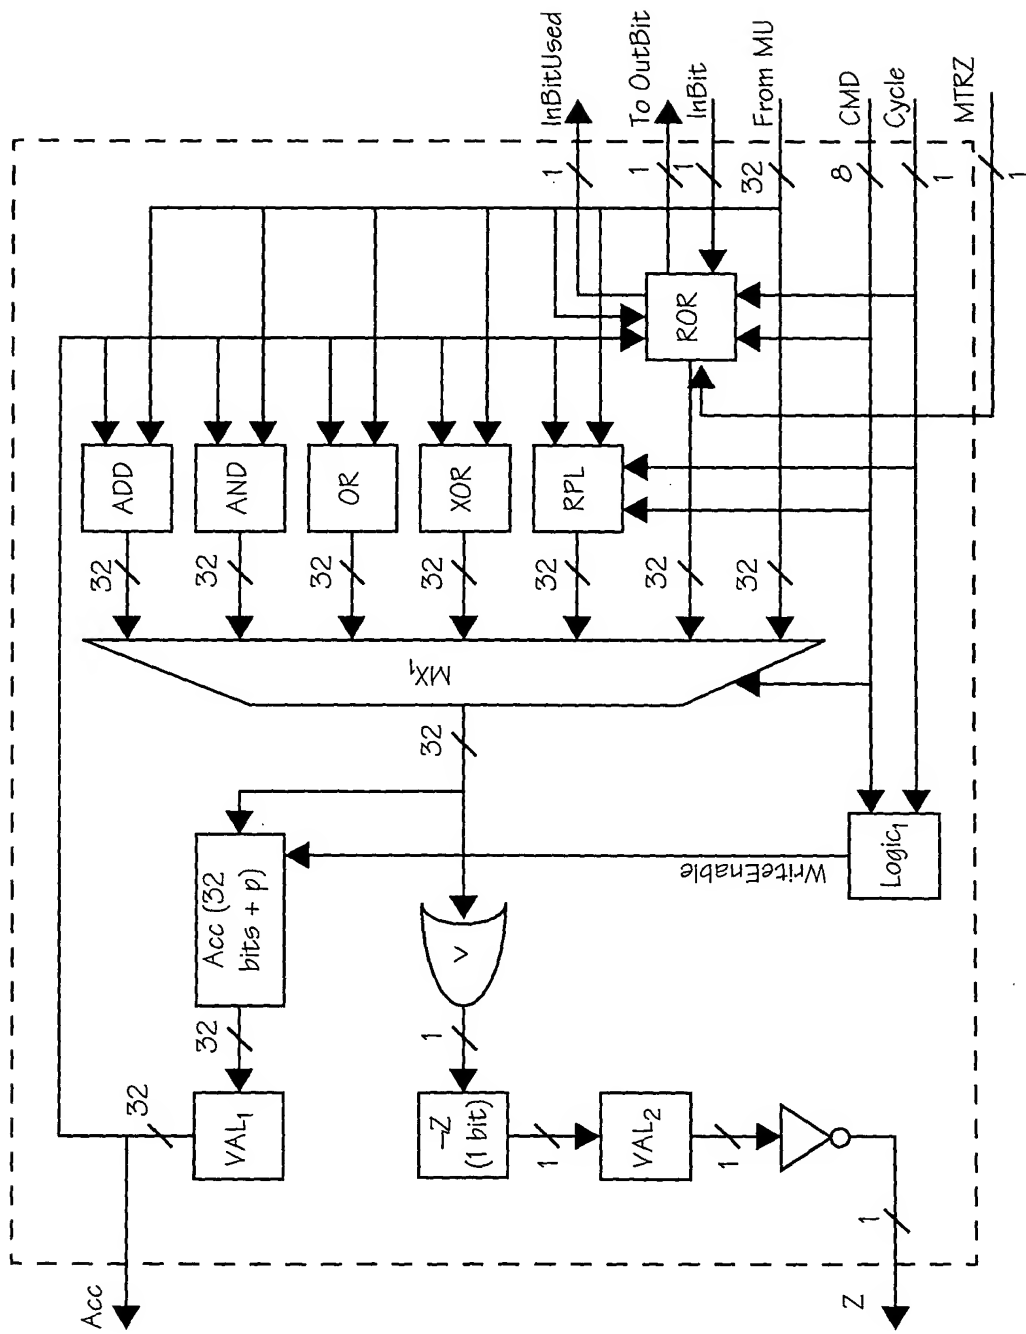 InBitUsed
To OutBit
InBit
From MU
CMD
Cycle
MTRZ
1
1
1
32
8
1
1
ROR
ADD
AND
OR
XOR
RPL
32
32
32
32
32
32
32
MX1
32
Acc (32
bits + p)
WriteEnable
Logic1
V
32
1
32
VAL1
¬Z
(1 bit)
1
VAL2
1
1
Acc
Z